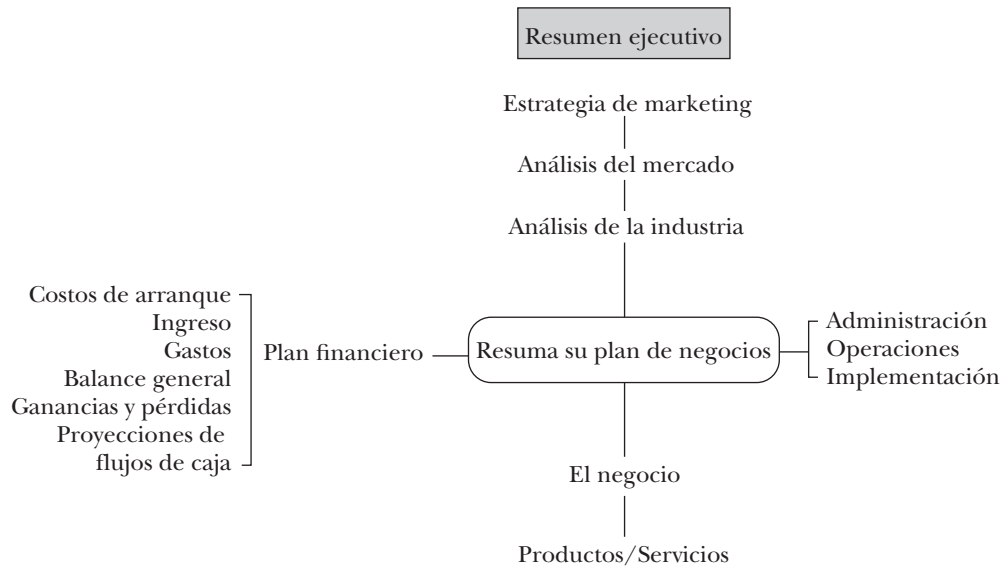 Resumen ejecutivo
Estrategia de marketing
Análisis del mercado
Análisis de la industria
Costos de arranque
Ingreso
Gastos
Balance general
Ganancias y pérdidas
Proyecciones de
flujos de caja
Plan financiero
Resuma su plan de negocios
Administración
Operaciones
Implementación
El negocio
Productos/Servicios